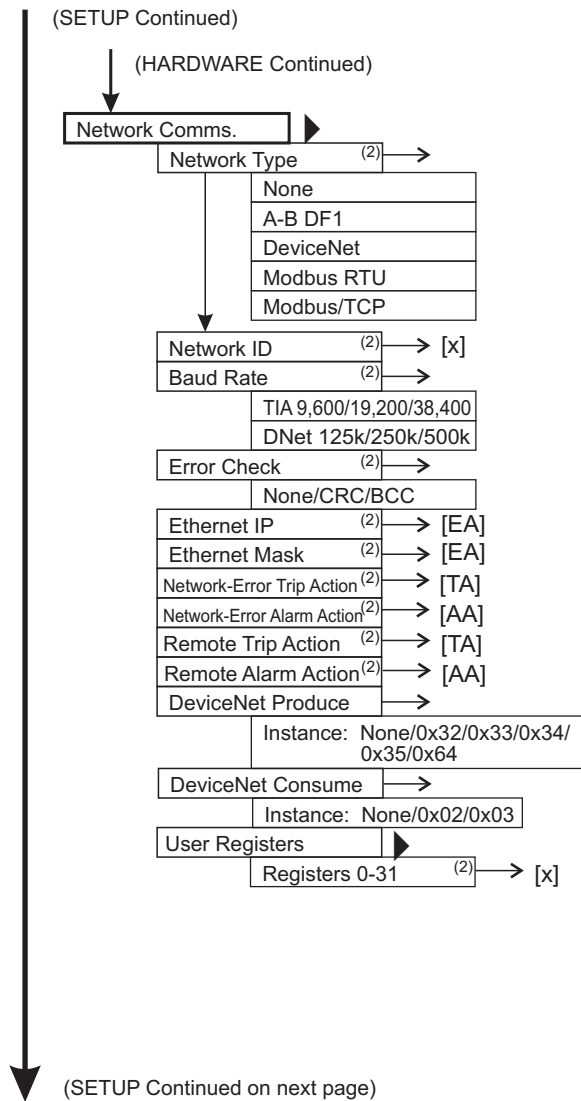 (SETUP Continued)
(HARDWARE Continued)
Network Comms.
Network Type (2)
None
A-B DF1
DeviceNet
Modbus RTU
Modbus/TCP
Network ID (2) [x]
Baud Rate (2)
TIA 9,600/19,200/38,400
DNet 125k/250k/500k
Error Check (2)
None/CRC/BCC
Ethernet IP (2) [EA]
Ethernet Mask (2) [EA]
Network-Error Trip Action (2) [TA]
Network-Error Alarm Action (2) [AA]
Remote Trip Action (2) [TA]
Remote Alarm Action (2) [AA]
DeviceNet Produce
Instance: None/0x32/0x33/0x34/
0x35/0x64
DeviceNet Consume
Instance: None/0x02/0x03
User Registers
Registers 0-31 (2) [x]
(SETUP Continued on next page)